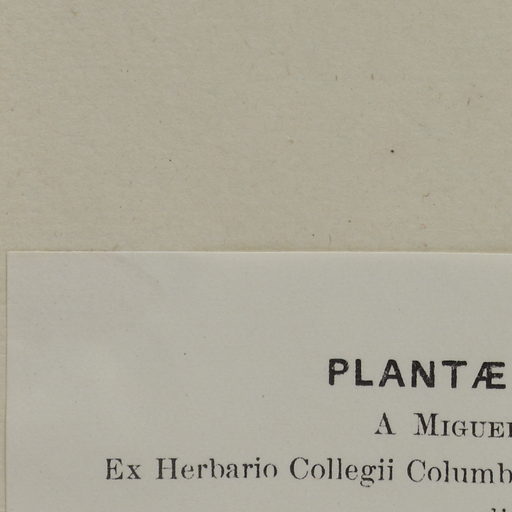 PLANTÆ
A MIGUE
Ex Herbario Collegii Columb